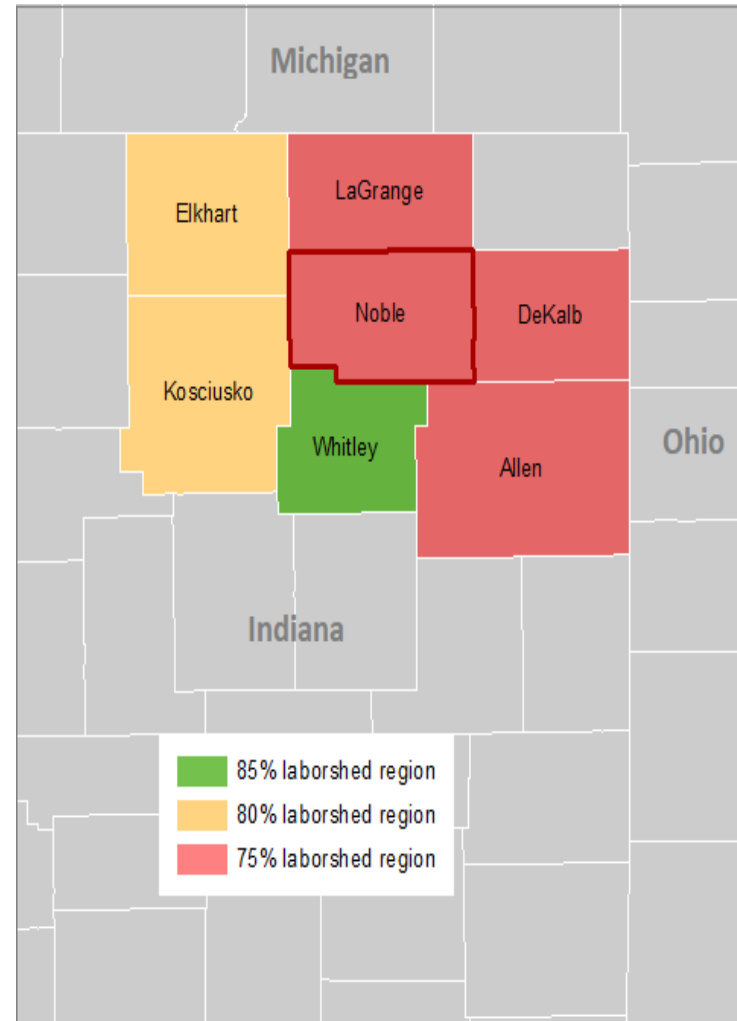 Michigan
LaGrange
Elkhart
Noble
DeKalb
Kosciusko
Whitley
Allen
Ohio
Indiana
85% laborshed region
80% laborshed region
75% laborshed region